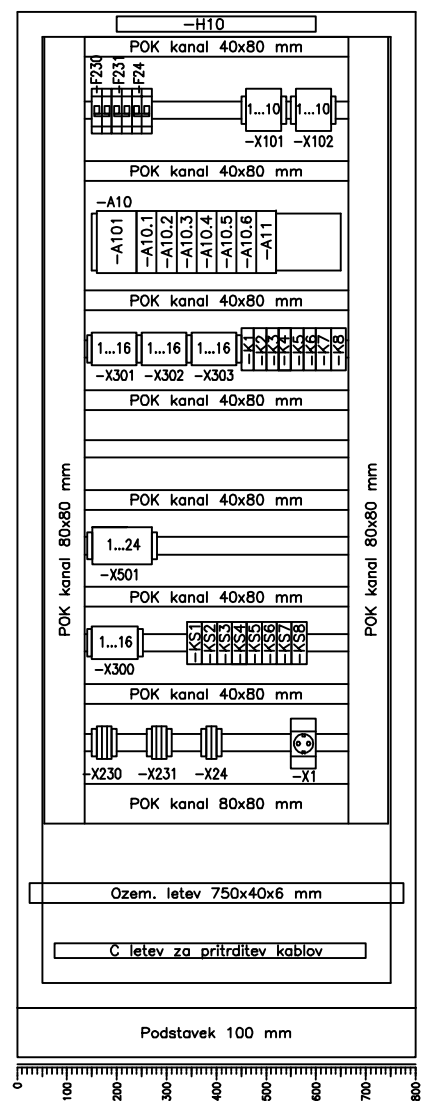 -H10
POK kanal 40x80 mm
-F230
-F231
-F24
1...10 1...10
-X101 -X102
POK kanal 40x80 mm
-A10
-A101
-A10.1
-A10.2
-A10.3
-A10.4
-A10.5
-A10.6
-A11
POK kanal 40x80 mm
1...16 1...16 1...16
-X301 -X302 -X303
-K1
-K2
-K3
-K4
-K5
-K6
-K7
-K8
POK kanal 40x80 mm
POK kanal 80x80 mm
POK kanal 80x80 mm
POK kanal 40x80 mm
1...24
-X501
POK kanal 40x80 mm
1...16
-X300
-KS1
-KS2
-KS3
-KS4
-KS5
-KS6
-KS7
-KS8
POK kanal 40x80 mm
-X230 -X231 -X24 -X1
POK kanal 80x80 mm
Ozem. letev 750x40x6 mm
C letev za pritrditev kablov
Podstavek 100 mm
0 100 200 300 400 500 600 700 800